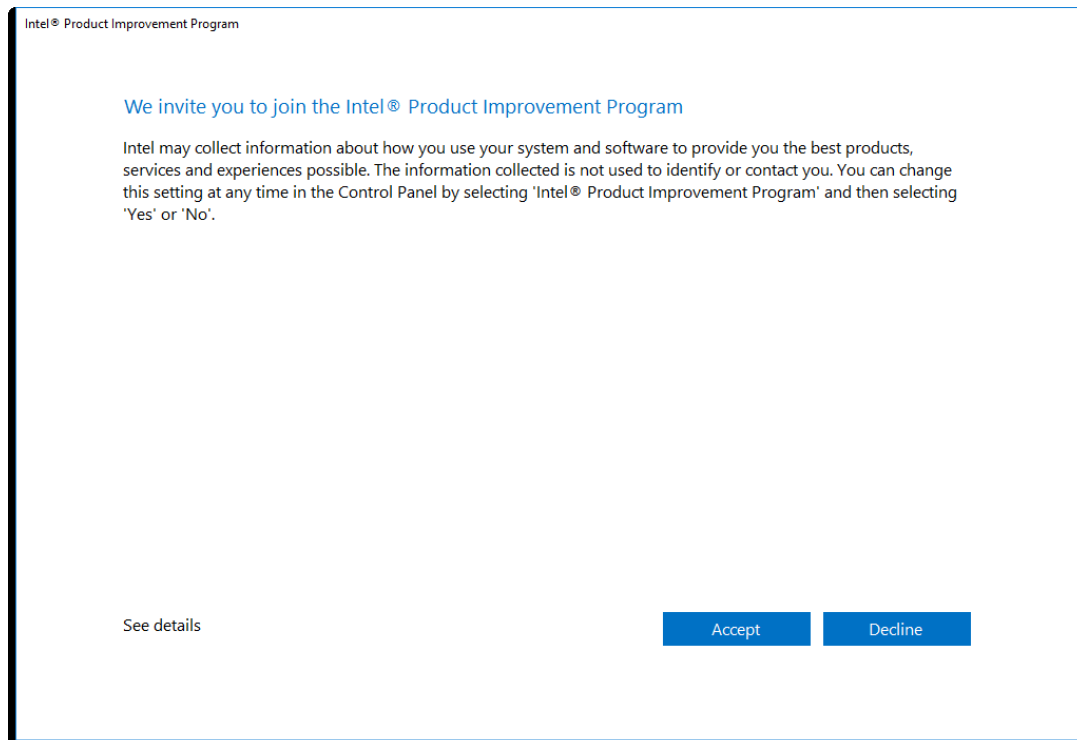 Intel® Product Improvement Program
We invite you to join the Intel® Product Improvement Program
Intel may collect information about how you use your system and software to provide you the best products,
services and experiences possible. The information collected is not used to identify or contact you. You can change
this setting at any time in the Control Panel by selecting 'Intel® Product Improvement Program' and then selecting
'Yes' or 'No'.
See details
Accept
Decline